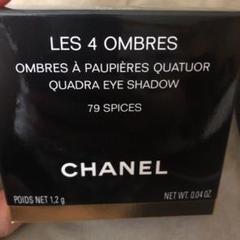 LES 4 OMBRES
OMBRES À PAUPIÈRES QUATUOR
QUADRA EYE SHADOW
79 SPICES
CHANEL
POIDS NET 1,2 g
NET WT. 0.04 OZ.